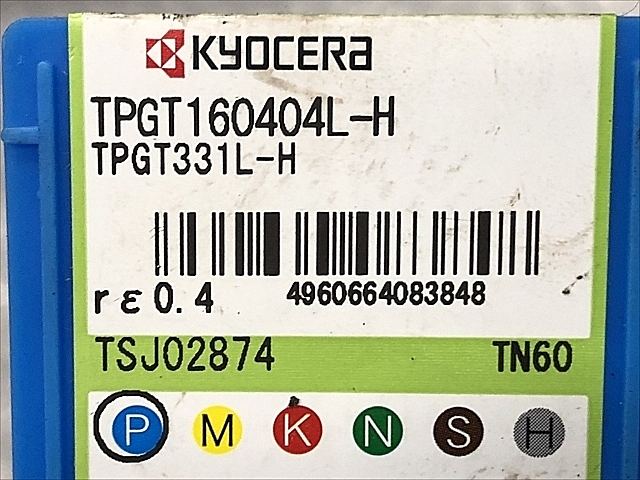 KYOCERA
TPGT160404L-H
TPGT331L-H
rε0.4 4960664083848
TSJ02874 TN60
P M K N S H